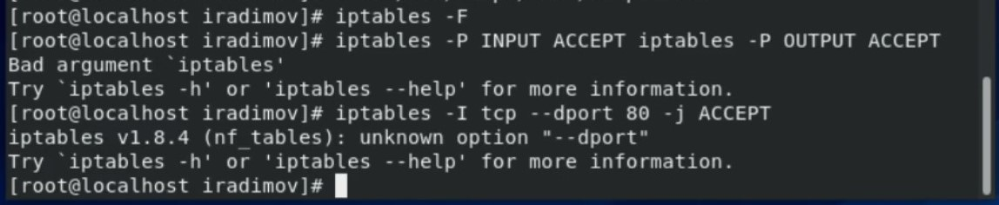 [root@localhost iradimov]# iptables -F
[root@localhost iradimov]# iptables -P INPUT ACCEPT iptables -P OUTPUT ACCEPT
Bad argument `iptables'
Try `iptables -h' or 'iptables --help' for more information.
[root@localhost iradimov]# iptables -I tcp --dport 80 -j ACCEPT
iptables v1.8.4 (nf_tables): unknown option "--dport"
Try `iptables -h' or 'iptables --help' for more information.
[root@localhost iradimov]#